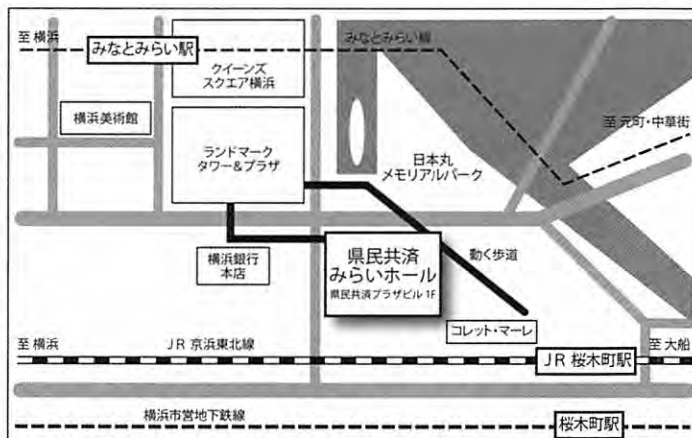 至 横浜
みなとみらい駅
みなとみらい線
クイーンズ
スクエア横浜
横浜美術館
至 元町・中華街
ランドマーク
タワー&プラザ
日本丸
メモリアルパーク
横浜銀行
本店
県民共済
みらいホール
県民共済プラザビル 1F
動く歩道
コレット・マーレ
至 横浜
JR 京浜東北線
JR 桜木町駅
至 大船
横浜市営地下鉄線
桜木町駅